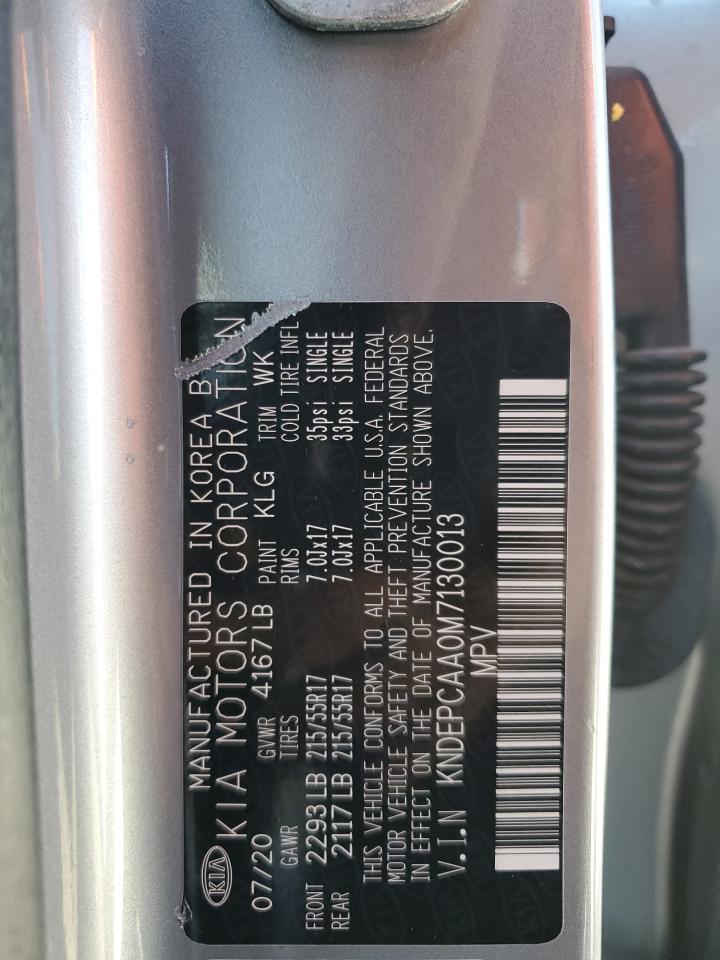 MANUFACTURED IN KOREA B
KIA KIA MOTORS CORPORATION
07/20 GVWR 4167 LB PAINT KLG TRIM WK
GAWR TIRES RIMS COLD TIRE INFL
FRONT 2293 LB 215/55R17 7.0Jx17 35psi SINGLE
REAR 2117 LB 215/55R17 7.0Jx17 33psi SINGLE
THIS VEHICLE CONFORMS TO ALL APPLICABLE U.S.A. FEDERAL
MOTOR VEHICLE SAFETY AND THEFT PREVENTION STANDARDS
IN EFFECT ON THE DATE OF MANUFACTURE SHOWN ABOVE.
V.I.N KNDEPCAA0M7130013
MPV